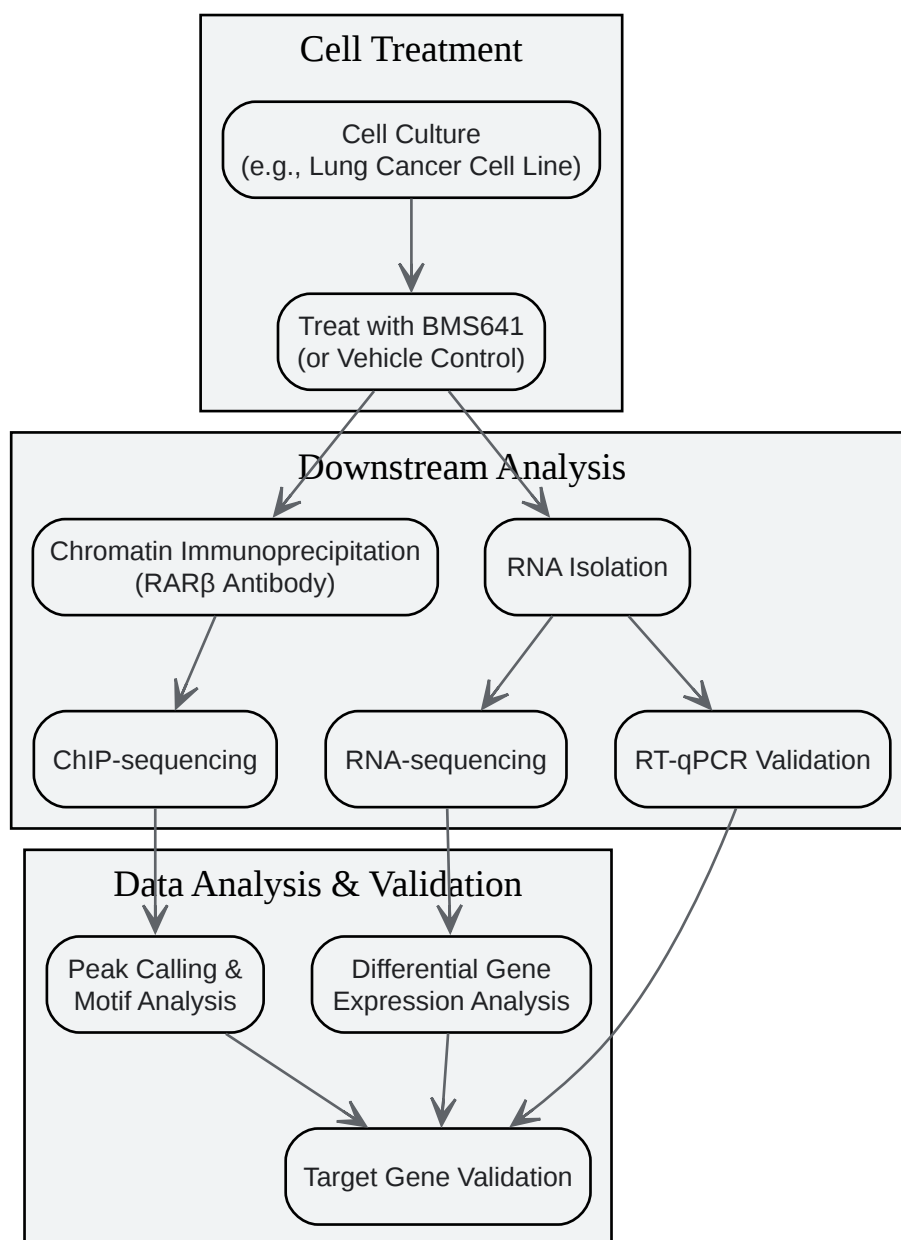 Cell Treatment
Cell Culture
(e.g., Lung Cancer Cell Line)
Treat with BMS641
(or Vehicle Control)
Downstream Analysis
Chromatin Immunoprecipitation
(RARβ Antibody)
RNA Isolation
ChIP-sequencing
RNA-sequencing
RT-qPCR Validation
Data Analysis & Validation
Peak Calling &
Motif Analysis
Differential Gene
Expression Analysis
Target Gene Validation